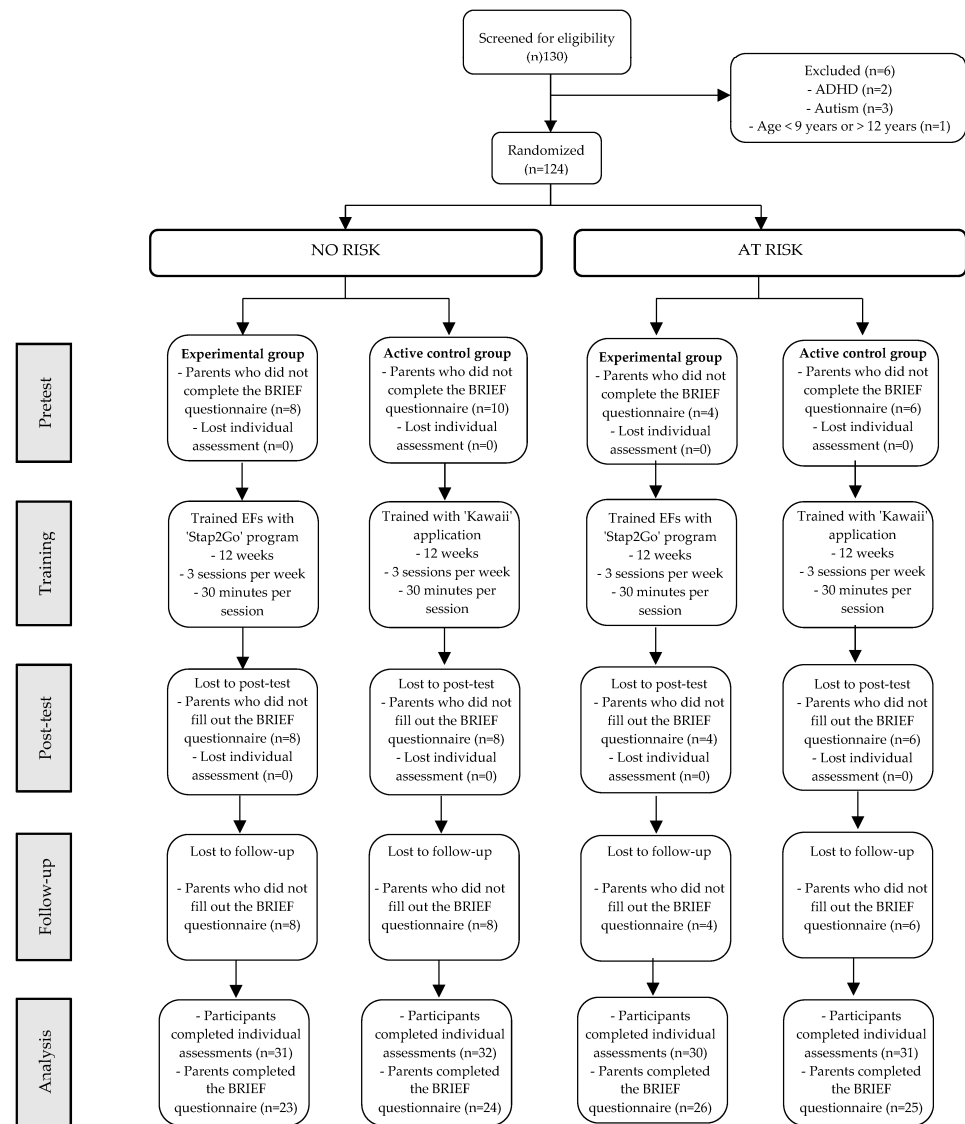 Screened for eligibility
(n)130)
Excluded (n=6)
- ADHD (n=2)
- Autism (n=3)
- Age < 9 years or > 12 years (n=1)
Randomized
(n=124)
NO RISK
AT RISK
Pretest
Experimental group
- Parents who did not
complete the BRIEF
questionnaire (n=8)
- Lost individual
assessment (n=0)
Active control group
- Parents who did not
complete the BRIEF
questionnaire (n=10)
- Lost individual
assessment (n=0)
Experimental group
- Parents who did not
complete the BRIEF
questionnaire (n=4)
- Lost individual
assessment (n=0)
Active control group
- Parents who did not
complete the BRIEF
questionnaire (n=6)
- Lost individual
assessment (n=0)
Training
Trained EFs with
'Stap2Go' program
- 12 weeks
- 3 sessions per week
- 30 minutes per
session
Trained with 'Kawaii'
application
- 12 weeks
- 3 sessions per week
- 30 minutes per
session
Trained EFs with
'Stap2Go' program
- 12 weeks
- 3 sessions per week
- 30 minutes per
session
Trained with 'Kawaii'
application
- 12 weeks
- 3 sessions per week
- 30 minutes per
session
Post-test
Lost to post-test
- Parents who did not
fill out the BRIEF
questionnaire (n=8)
- Lost individual
assessment (n=0)
Lost to post-test
- Parents who did not
fill out the BRIEF
questionnaire (n=8)
- Lost individual
assessment (n=0)
Lost to post-test
- Parents who did not
fill out the BRIEF
questionnaire (n=4)
- Lost individual
assessment (n=0)
Lost to post-test
- Parents who did not
fill out the BRIEF
questionnaire (n=6)
- Lost individual
assessment (n=0)
Follow-up
Lost to follow-up
- Parents who did not
fill out the BRIEF
questionnaire (n=8)
Lost to follow-up
- Parents who did not
fill out the BRIEF
questionnaire (n=8)
Lost to follow-up
- Parents who did not
fill out the BRIEF
questionnaire (n=4)
Lost to follow-up
- Parents who did not
fill out the BRIEF
questionnaire (n=6)
Analysis
- Participants
completed individual
assessments (n=31)
- Parents completed
the BRIEF
questionnaire (n=23)
- Participants
completed individual
assessments (n=32)
- Parents completed
the BRIEF
questionnaire (n=24)
- Participants
completed individual
assessments (n=30)
- Parents completed
the BRIEF
questionnaire (n=26)
- Participants
completed individual
assessments (n=31)
- Parents completed
the BRIEF
questionnaire (n=25)